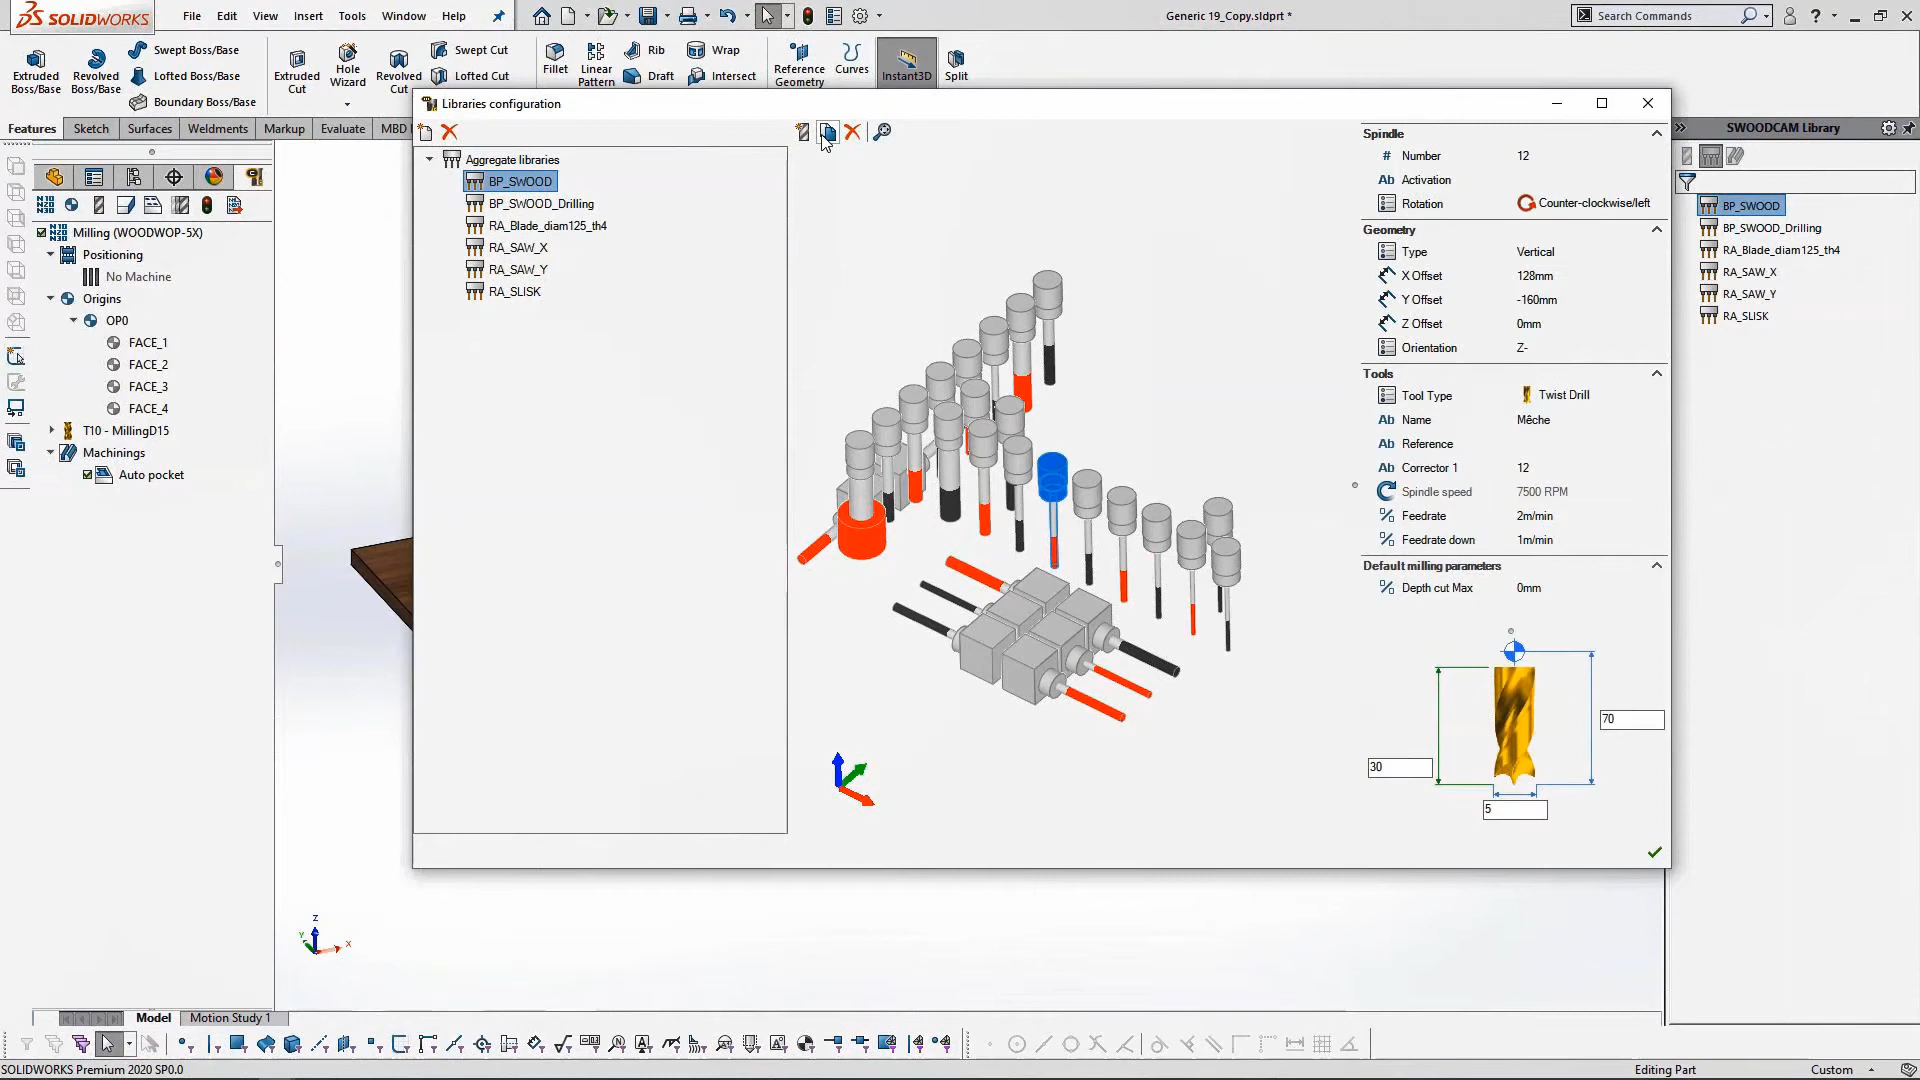 SOLIDWORKS
File Edit View Insert Tools Window Help
Generic 19_Copy.sldprt *
Search Commands
Extruded Boss/Base
Revolved Boss/Base
Swept Boss/Base
Lofted Boss/Base
Boundary Boss/Base
Extruded Cut
Hole Wizard
Revolved Cut
Swept Cut
Lofted Cut
Fillet
Linear Pattern
Rib
Draft
Wrap
Intersect
Reference Geometry
Curves
Instant3D
Split
Features Sketch Surfaces Weldments Markup Evaluate MBD
Milling (WOODWOP-5X)
Positioning
No Machine
Origins
OP0
FACE_1
FACE_2
FACE_3
FACE_4
T10 - MillingD15
Machinings
Auto pocket
Libraries configuration
Aggregate libraries
BP_SWOOD
BP_SWOOD_Drilling
RA_Blade_diam125_th4
RA_SAW_X
RA_SAW_Y
RA_SLISK
Spindle
# Number 12
Ab Activation
Rotation Counter-clockwise/left
Geometry
Type Vertical
X Offset 128mm
Y Offset -160mm
Z Offset 0mm
Orientation Z-
Tools
Tool Type Twist Drill
Ab Name Mêche
Ab Reference
Ab Corrector 1 12
Spindle speed 7500 RPM
Feedrate 2m/min
Feedrate down 1m/min
Default milling parameters
Depth cut Max 0mm
70
30
5
SWOODCAM Library
BP_SWOOD
BP_SWOOD_Drilling
RA_Blade_diam125_th4
RA_SAW_X
RA_SAW_Y
RA_SLISK
Z
Y
X
Model Motion Study 1
SOLIDWORKS Premium 2020 SP0.0
Editing Part
Custom